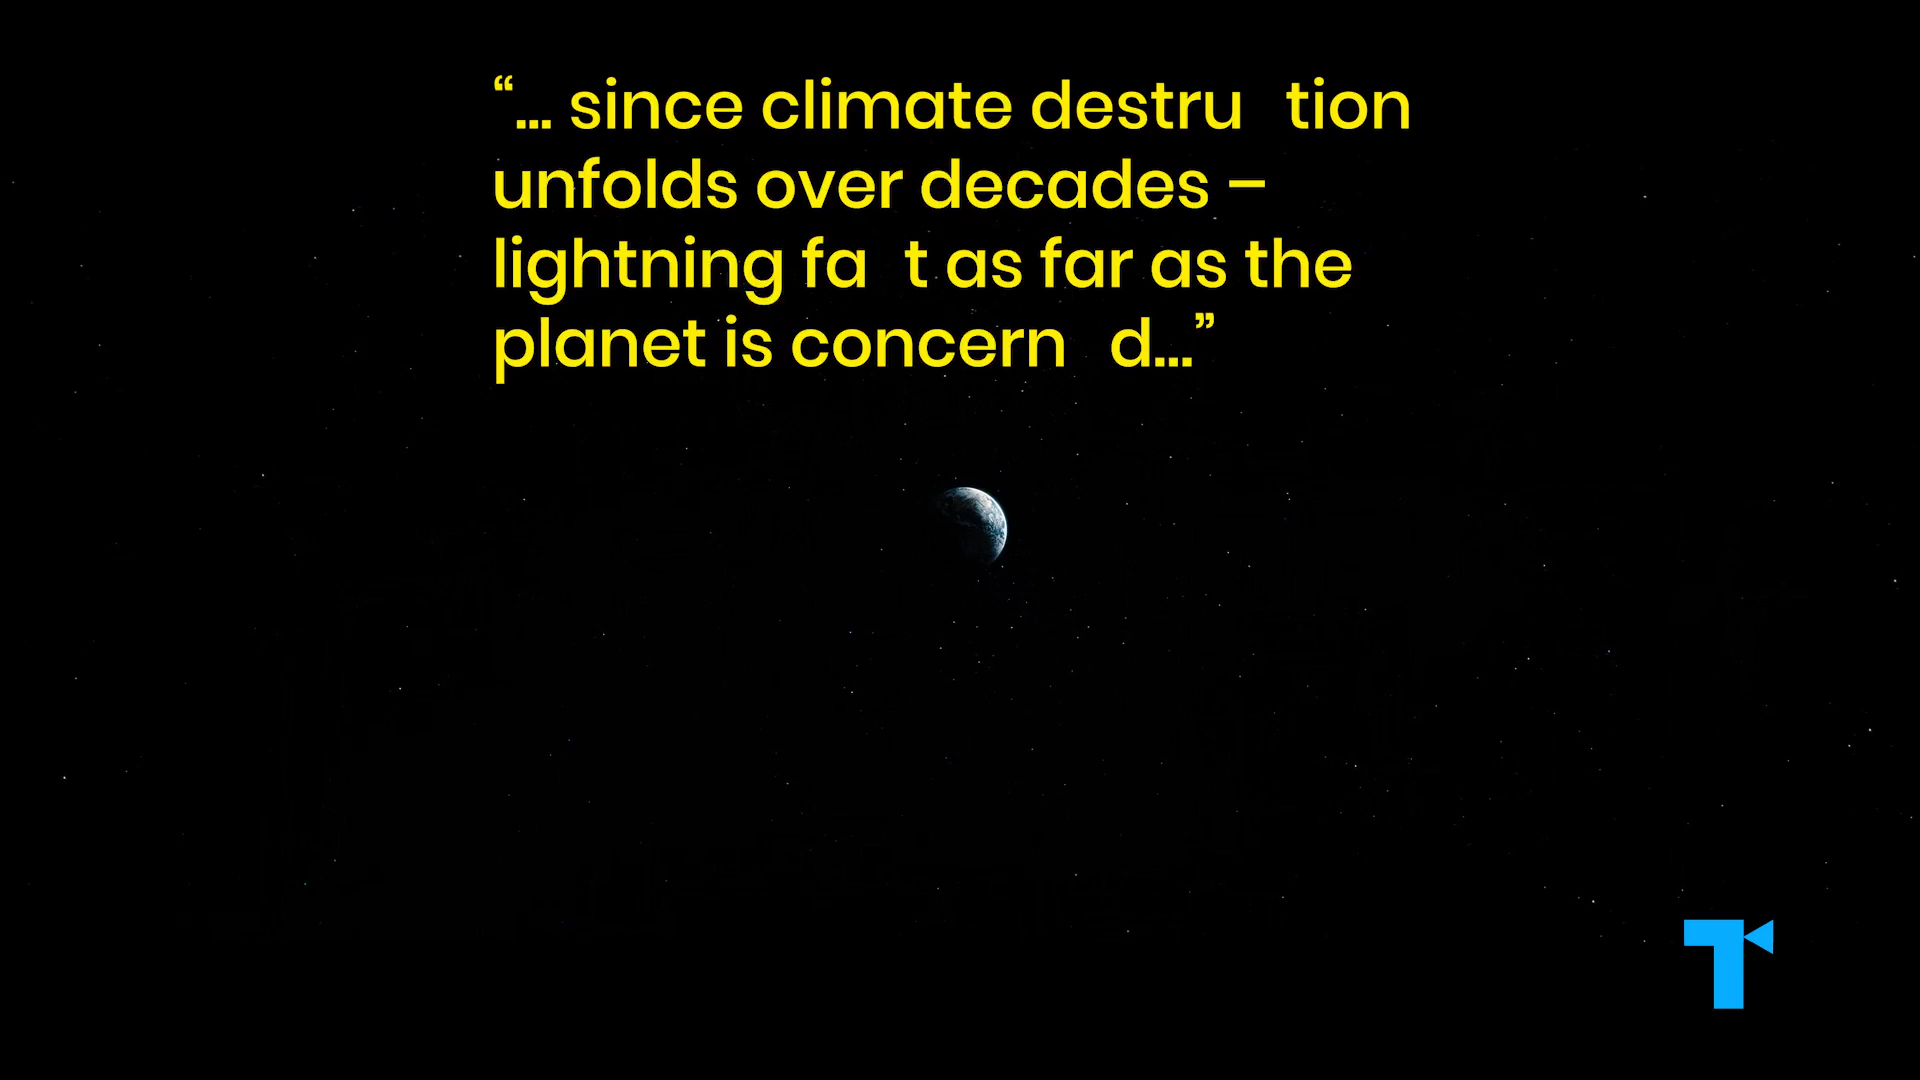 “... since climate destru tion
unfolds over decades –
lightning fa t as far as the
planet is concern d...”